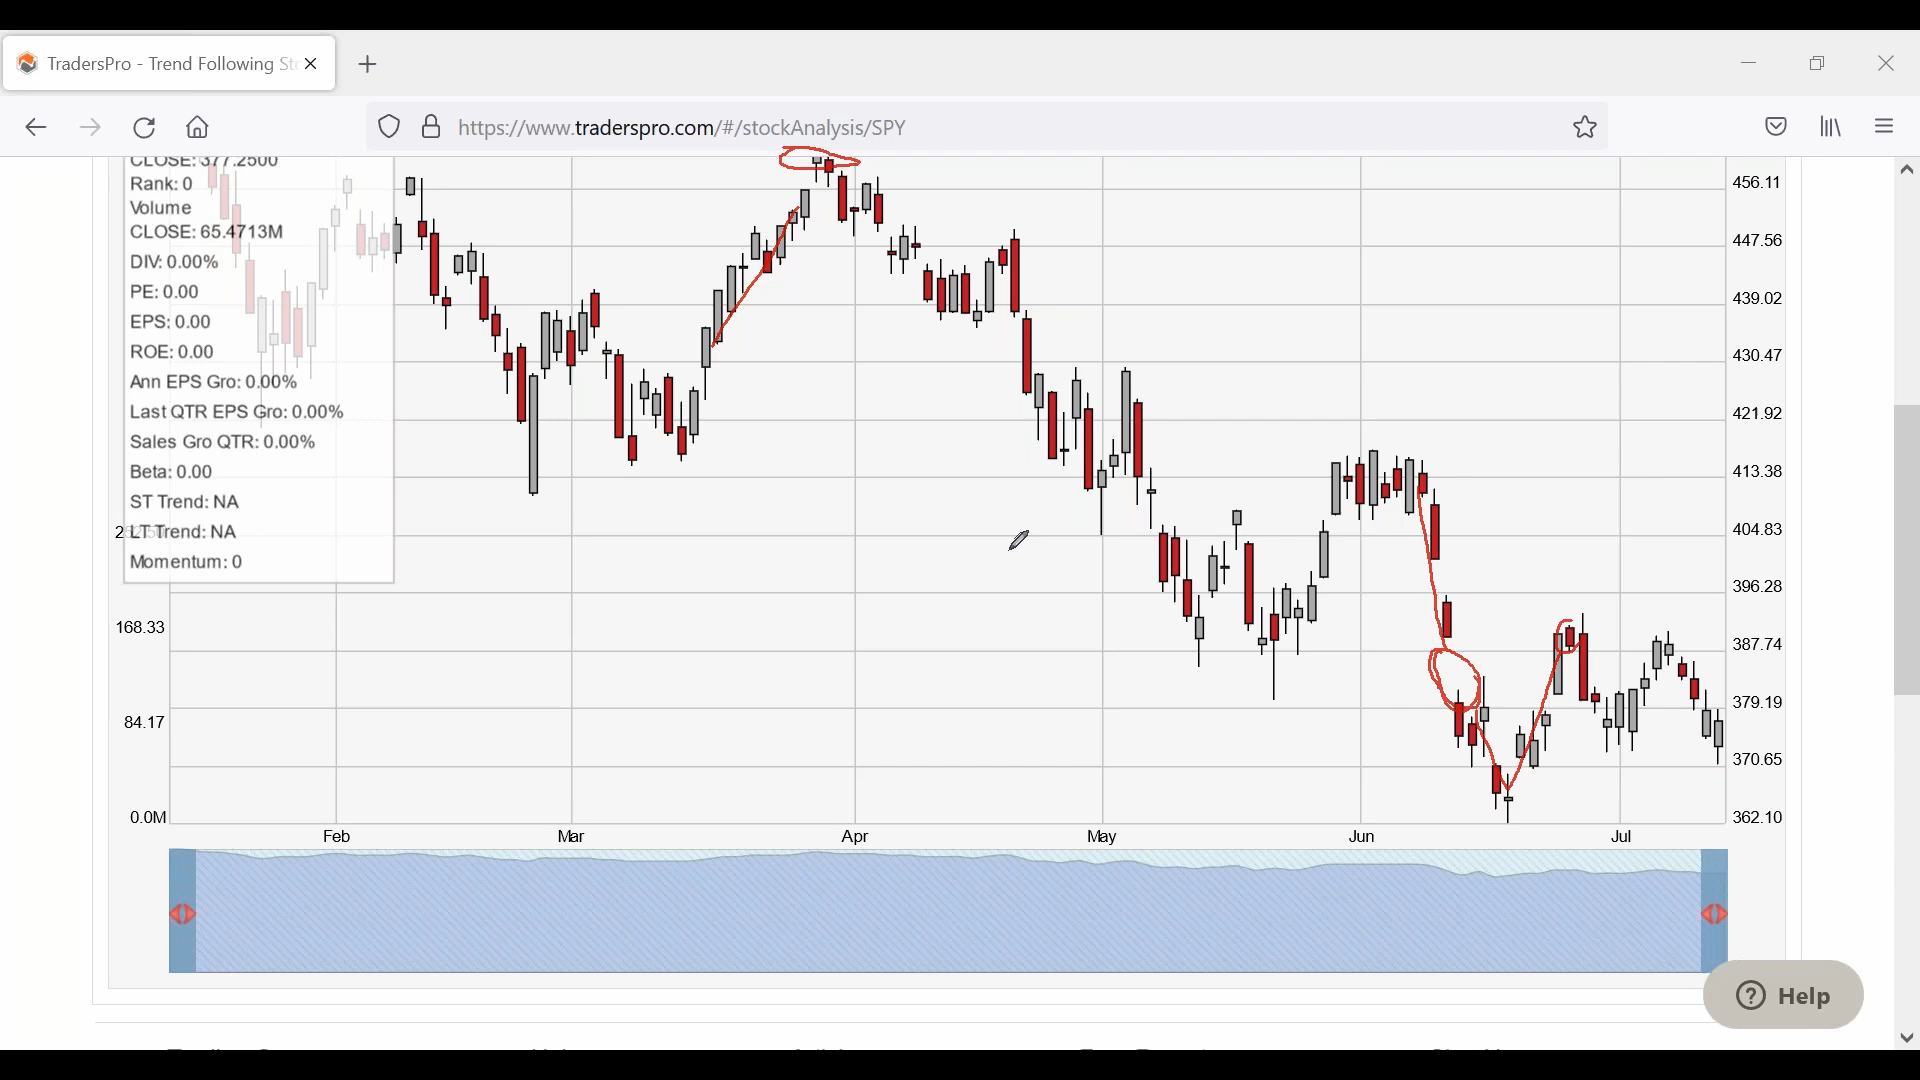 TradersPro - Trend Following St
https://www.traderspro.com/#/stockAnalysis/SPY
CLOSE: 377.2500
Rank: 0
Volume
CLOSE: 65.4713M
DIV: 0.00%
PE: 0.00
EPS: 0.00
ROE: 0.00
Ann EPS Gro: 0.00%
Last QTR EPS Gro: 0.00%
Sales Gro QTR: 0.00%
Beta: 0.00
ST Trend: NA
LT Trend: NA
Momentum: 0
168.33
84.17
0.0M
456.11
447.56
439.02
430.47
421.92
413.38
404.83
396.28
387.74
379.19
370.65
362.10
Feb Mar Apr May Jun Jul
Help